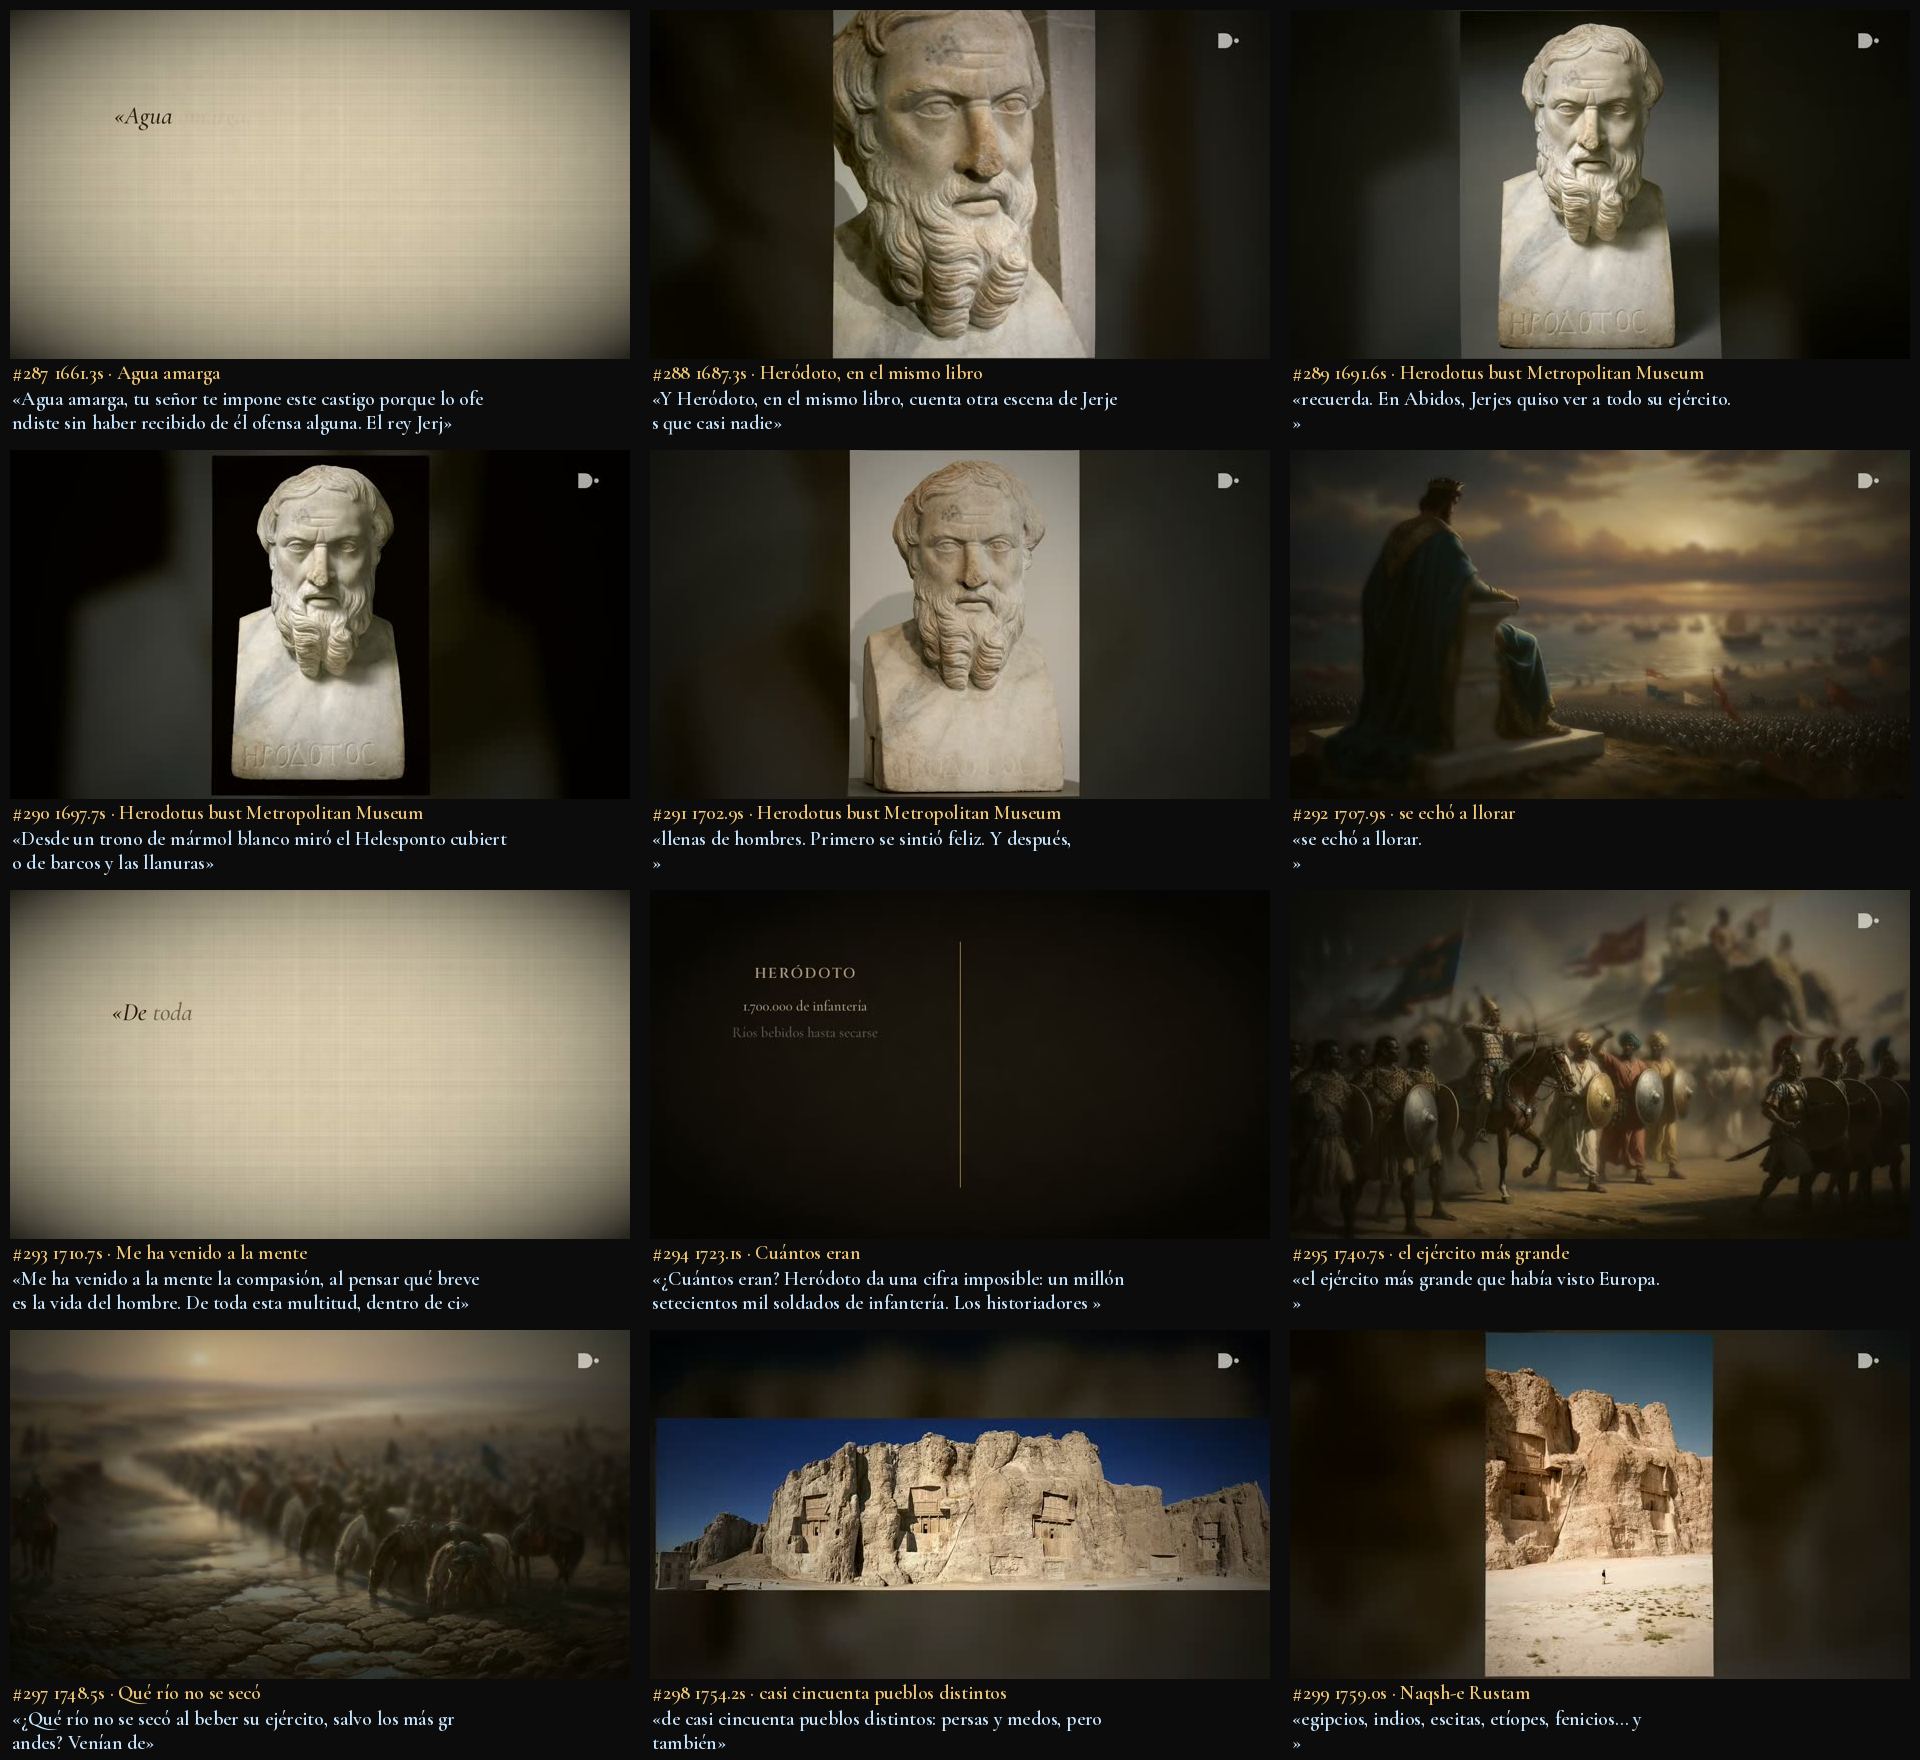 «Agua amarga
#287 1661.3s · Agua amarga
«Agua amarga, tu señor te impone este castigo porque lo ofe
ndiste sin haber recibido de él ofensa alguna. El rey Jerj»
#288 1687.3s · Heródoto, en el mismo libro
«Y Heródoto, en el mismo libro, cuenta otra escena de Jerje
s que casi nadie»
ΗΡΟΔΟΤΟΣ
#289 1691.6s · Herodotus bust Metropolitan Museum
«recuerda. En Abidos, Jerjes quiso ver a todo su ejército.
»
ΗΡΟΔΟΤΟΣ
#290 1697.7s · Herodotus bust Metropolitan Museum
«Desde un trono de mármol blanco miró el Helesponto cubiert
o de barcos y las llanuras»
#291 1702.9s · Herodotus bust Metropolitan Museum
«llenas de hombres. Primero se sintió feliz. Y después,
»
#292 1707.9s · se echó a llorar
«se echó a llorar.
»
«De toda
#293 1710.7s · Me ha venido a la mente
«Me ha venido a la mente la compasión, al pensar qué breve
es la vida del hombre. De toda esta multitud, dentro de ci»
HERÓDOTO
1.700.000 de infantería
Ríos bebidos hasta secarse
#294 1723.1s · Cuántos eran
«¿Cuántos eran? Heródoto da una cifra imposible: un millón
setecientos mil soldados de infantería. Los historiadores »
#295 1740.7s · el ejército más grande
«el ejército más grande que había visto Europa.
»
#297 1748.5s · Qué río no se secó
«¿Qué río no se secó al beber su ejército, salvo los más gr
andes? Venían de»
#298 1754.2s · casi cincuenta pueblos distintos
«de casi cincuenta pueblos distintos: persas y medos, pero
también»
#299 1759.0s · Naqsh-e Rustam
«egipcios, indios, escitas, etíopes, fenicios... y
»